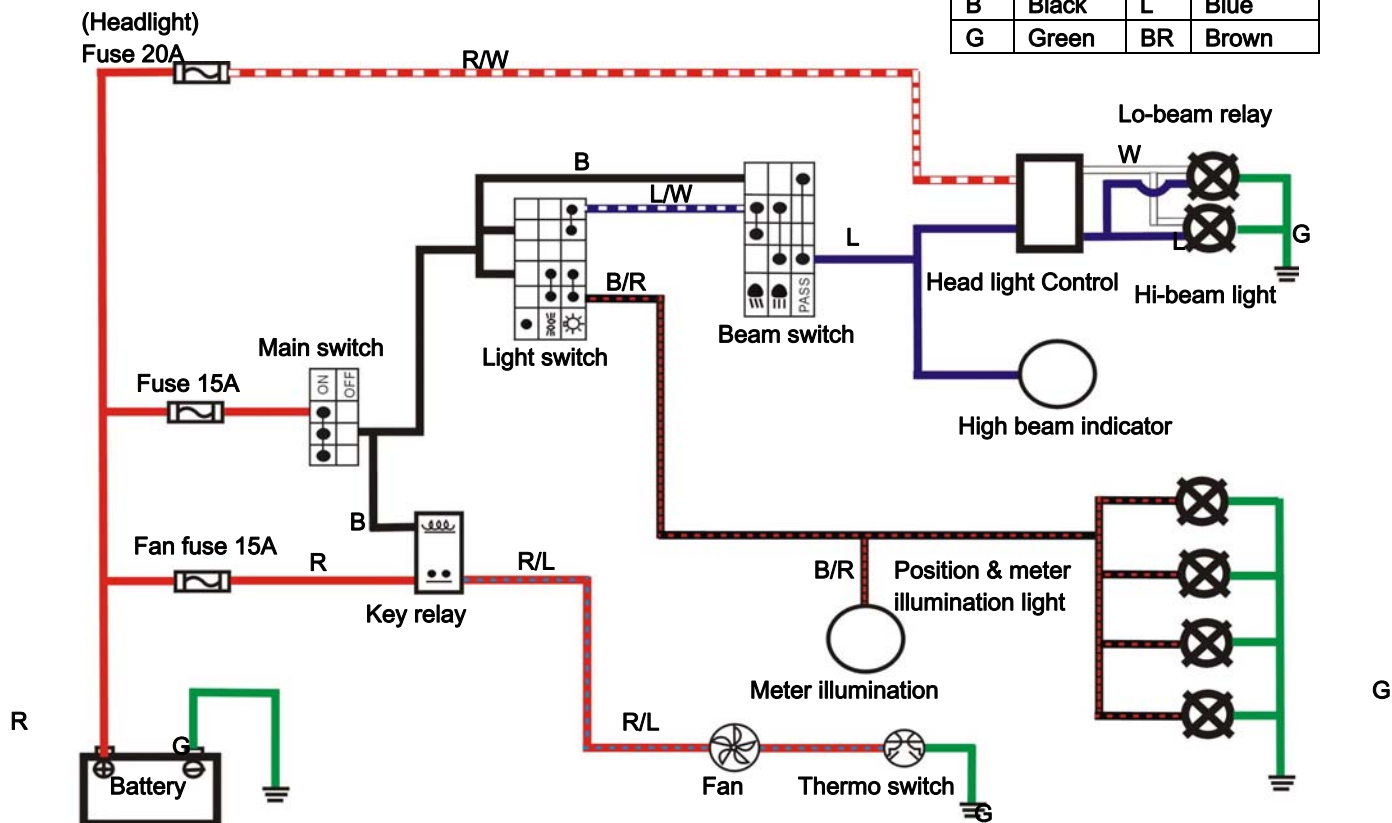 B Black L Blue
G Green BR Brown
(Headlight)
Fuse 20A
R/W
Lo-beam relay
W
B
L/W
L
L
G
Head light Control
Hi-beam light
B/R
PASS
Beam switch
Light switch
Main switch
Fuse 15A
ON
OFF
High beam indicator
B
Fan fuse 15A
R
R/L
Key relay
B/R
Position & meter
illumination light
Meter illumination
R
G
G
R/L
Battery
Fan
Thermo switch
G